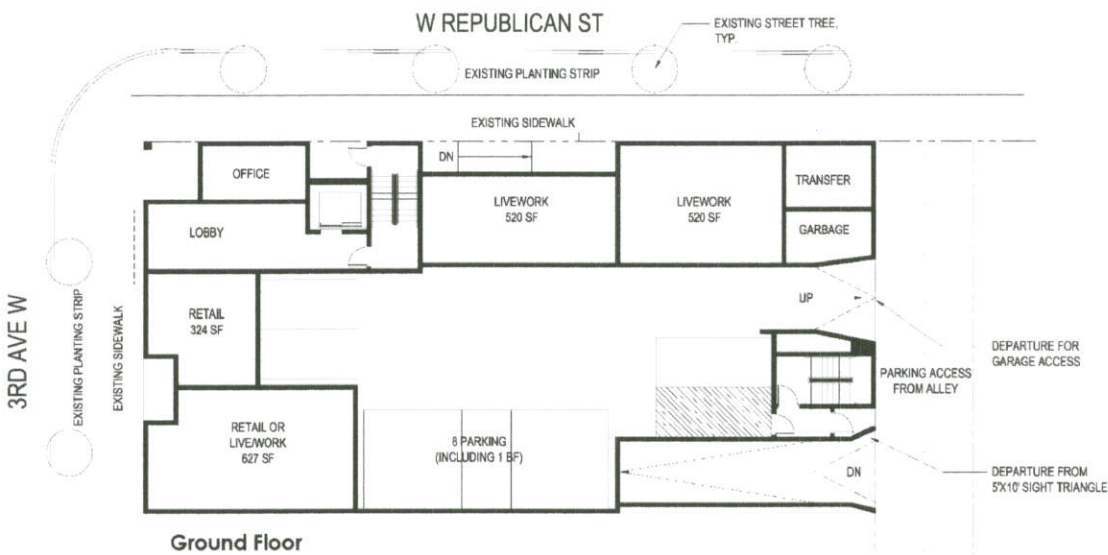 W REPUBLICAN ST
EXISTING STREET TREE,
TYP.
EXISTING PLANTING STRIP
EXISTING SIDEWALK
DN
OFFICE
LIVEWORK
520 SF
LIVEWORK
520 SF
TRANSFER
GARBAGE
LOBBY
3RD AVE W
EXISTING PLANTING STRIP
EXISTING SIDEWALK
RETAIL
324 SF
UP
DEPARTURE FOR
GARAGE ACCESS
PARKING ACCESS
FROM ALLEY
RETAIL OR
LIVE/WORK
627 SF
8 PARKING
(INCLUDING 1 BF)
DN
DEPARTURE FROM
5'X10' SIGHT TRIANGLE
Ground Floor